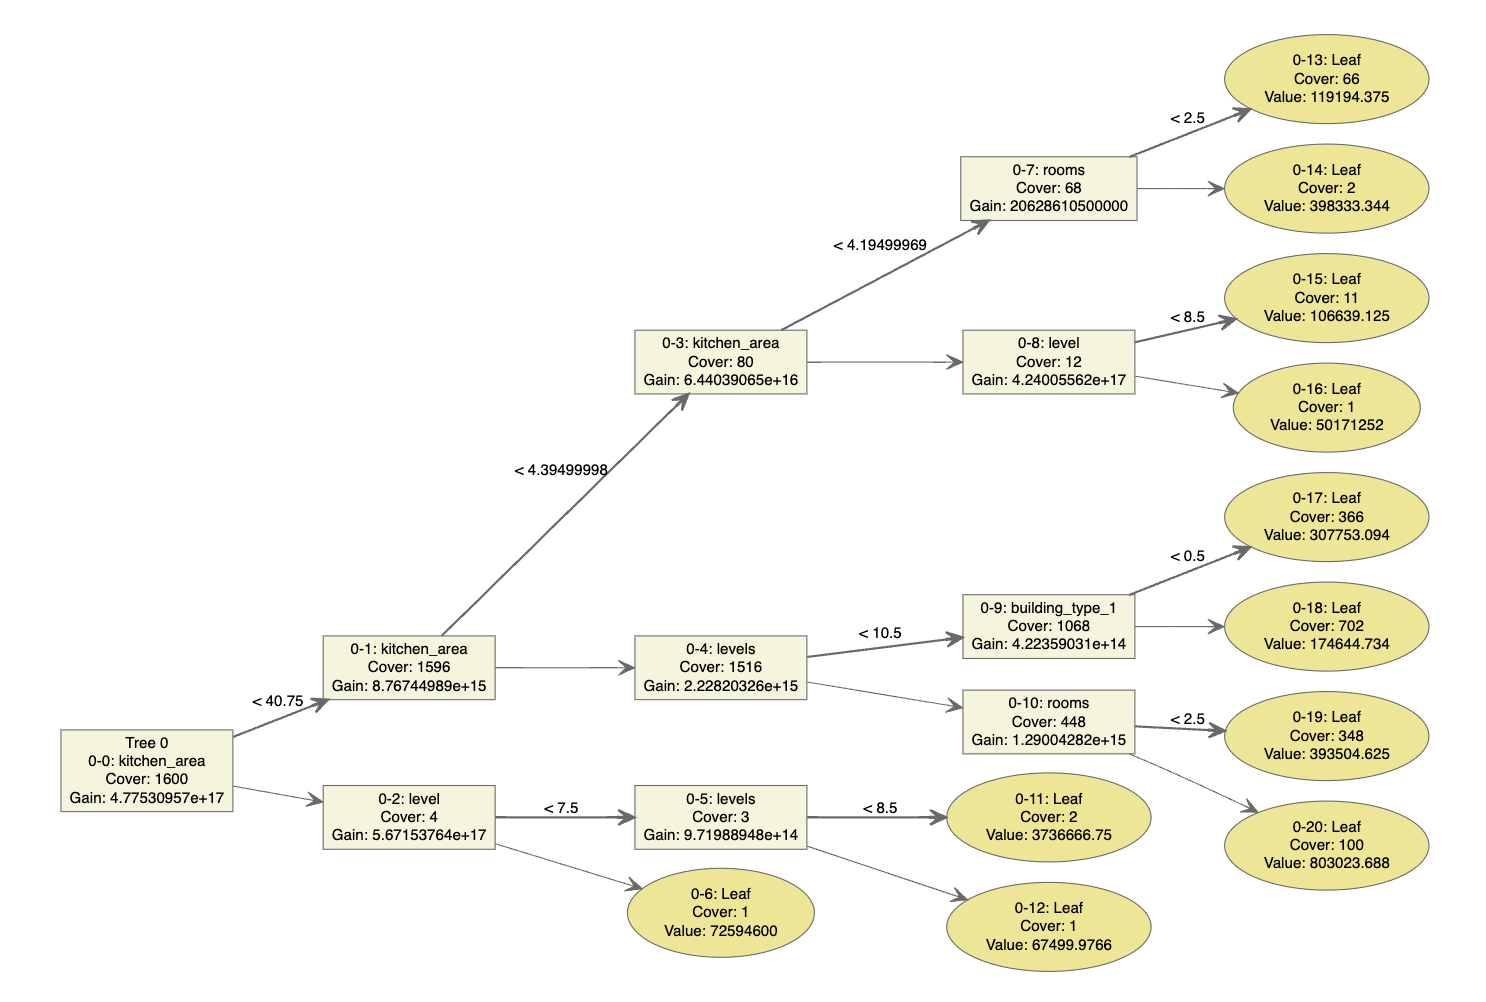 Tree 0
0-0: kitchen_area
Cover: 1600
Gain: 4.77530957e+17
< 40.75
0-1: kitchen_area
Cover: 1596
Gain: 8.76744989e+15
0-2: level
Cover: 4
Gain: 5.67153764e+17
< 4.39499998
< 7.5
0-3: kitchen_area
Cover: 80
Gain: 6.44039065e+16
0-4: levels
Cover: 1516
Gain: 2.22820326e+15
0-5: levels
Cover: 3
Gain: 9.71988948e+14
0-6: Leaf
Cover: 1
Value: 72594600
< 4.19499969
< 10.5
< 8.5
0-7: rooms
Cover: 68
Gain: 20628610500000
0-8: level
Cover: 12
Gain: 4.24005562e+17
0-9: building_type_1
Cover: 1068
Gain: 4.22359031e+14
0-10: rooms
Cover: 448
Gain: 1.29004282e+15
0-11: Leaf
Cover: 2
Value: 3736666.75
0-12: Leaf
Cover: 1
Value: 67499.9766
< 2.5
< 8.5
< 0.5
< 2.5
0-13: Leaf
Cover: 66
Value: 119194.375
0-14: Leaf
Cover: 2
Value: 398333.344
0-15: Leaf
Cover: 11
Value: 106639.125
0-16: Leaf
Cover: 1
Value: 50171252
0-17: Leaf
Cover: 366
Value: 307753.094
0-18: Leaf
Cover: 702
Value: 174644.734
0-19: Leaf
Cover: 348
Value: 393504.625
0-20: Leaf
Cover: 100
Value: 803023.688